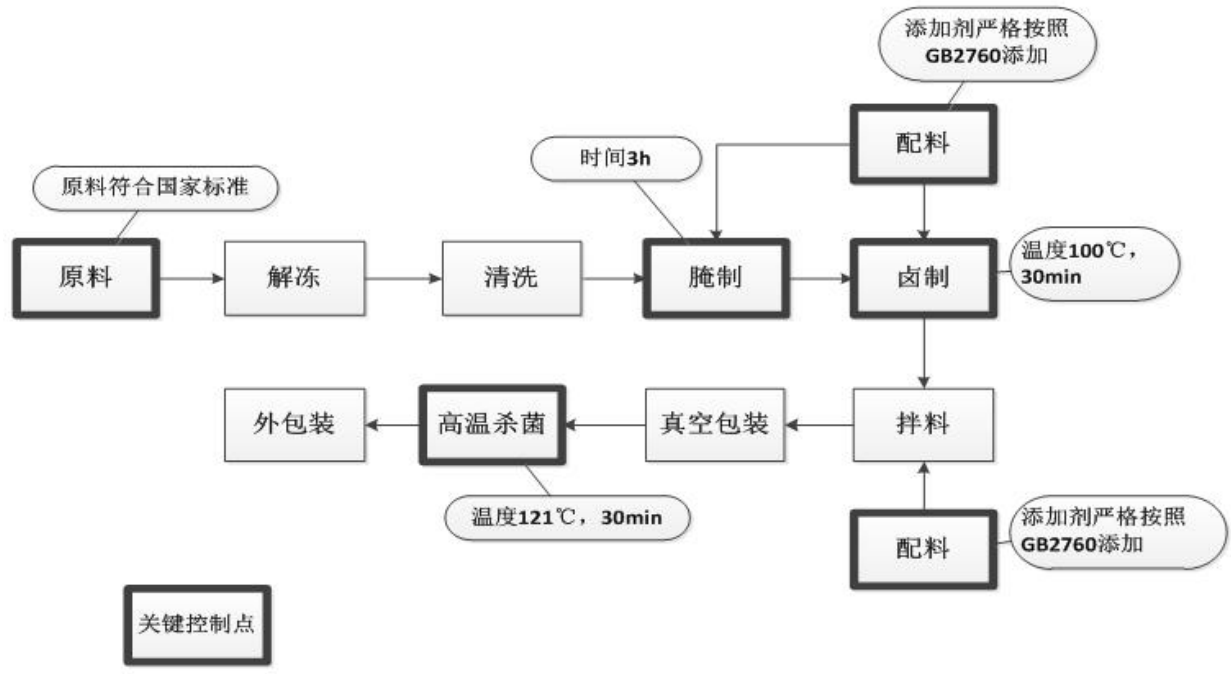 添加剂严格按照
GB2760添加
配料
时间3h
原料符合国家标准
原料
解冻
清洗
腌制
卤制
温度100℃，
30min
外包装
高温杀菌
真空包装
拌料
温度121℃，30min
配料
添加剂严格按照
GB2760添加
关键控制点